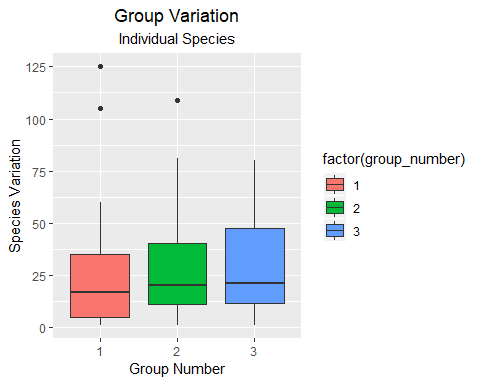 Group Variation
Individual Species
Species Variation
125
100
75
50
25
0
1
2
3
Group Number
factor(group_number)
1
2
3